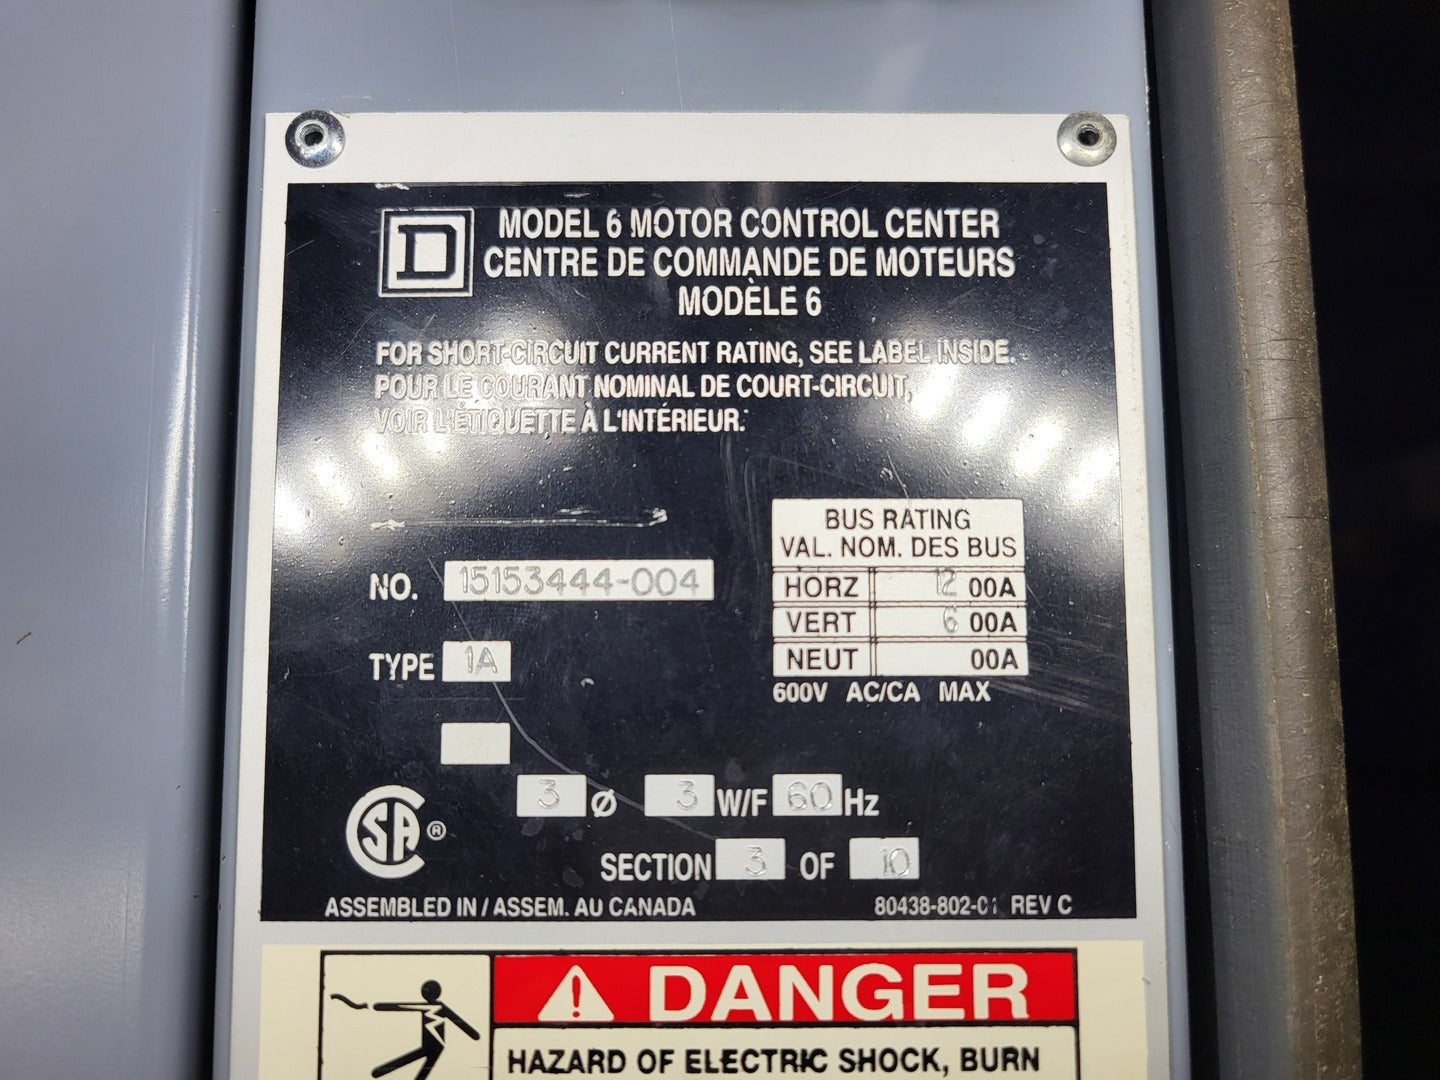 D
MODEL 6 MOTOR CONTROL CENTER
CENTRE DE COMMANDE DE MOTEURS
MODÈLE 6
FOR SHORT-CIRCUIT CURRENT RATING, SEE LABEL INSIDE.
POUR LE COURANT NOMINAL DE COURT-CIRCUIT,
VOIR L'ÉTIQUETTE À L'INTÉRIEUR.
BUS RATING
VAL. NOM. DES BUS
HORZ 12 00A
VERT 6 00A
NEUT 00A
600V AC/CA MAX
NO. 15153444-004
TYPE 1A
3 Ø 3 W/F 60 Hz
SECTION 3 OF 10
CSA ®
ASSEMBLED IN / ASSEM. AU CANADA
80438-802-01 REV C
DANGER
HAZARD OF ELECTRIC SHOCK, BURN